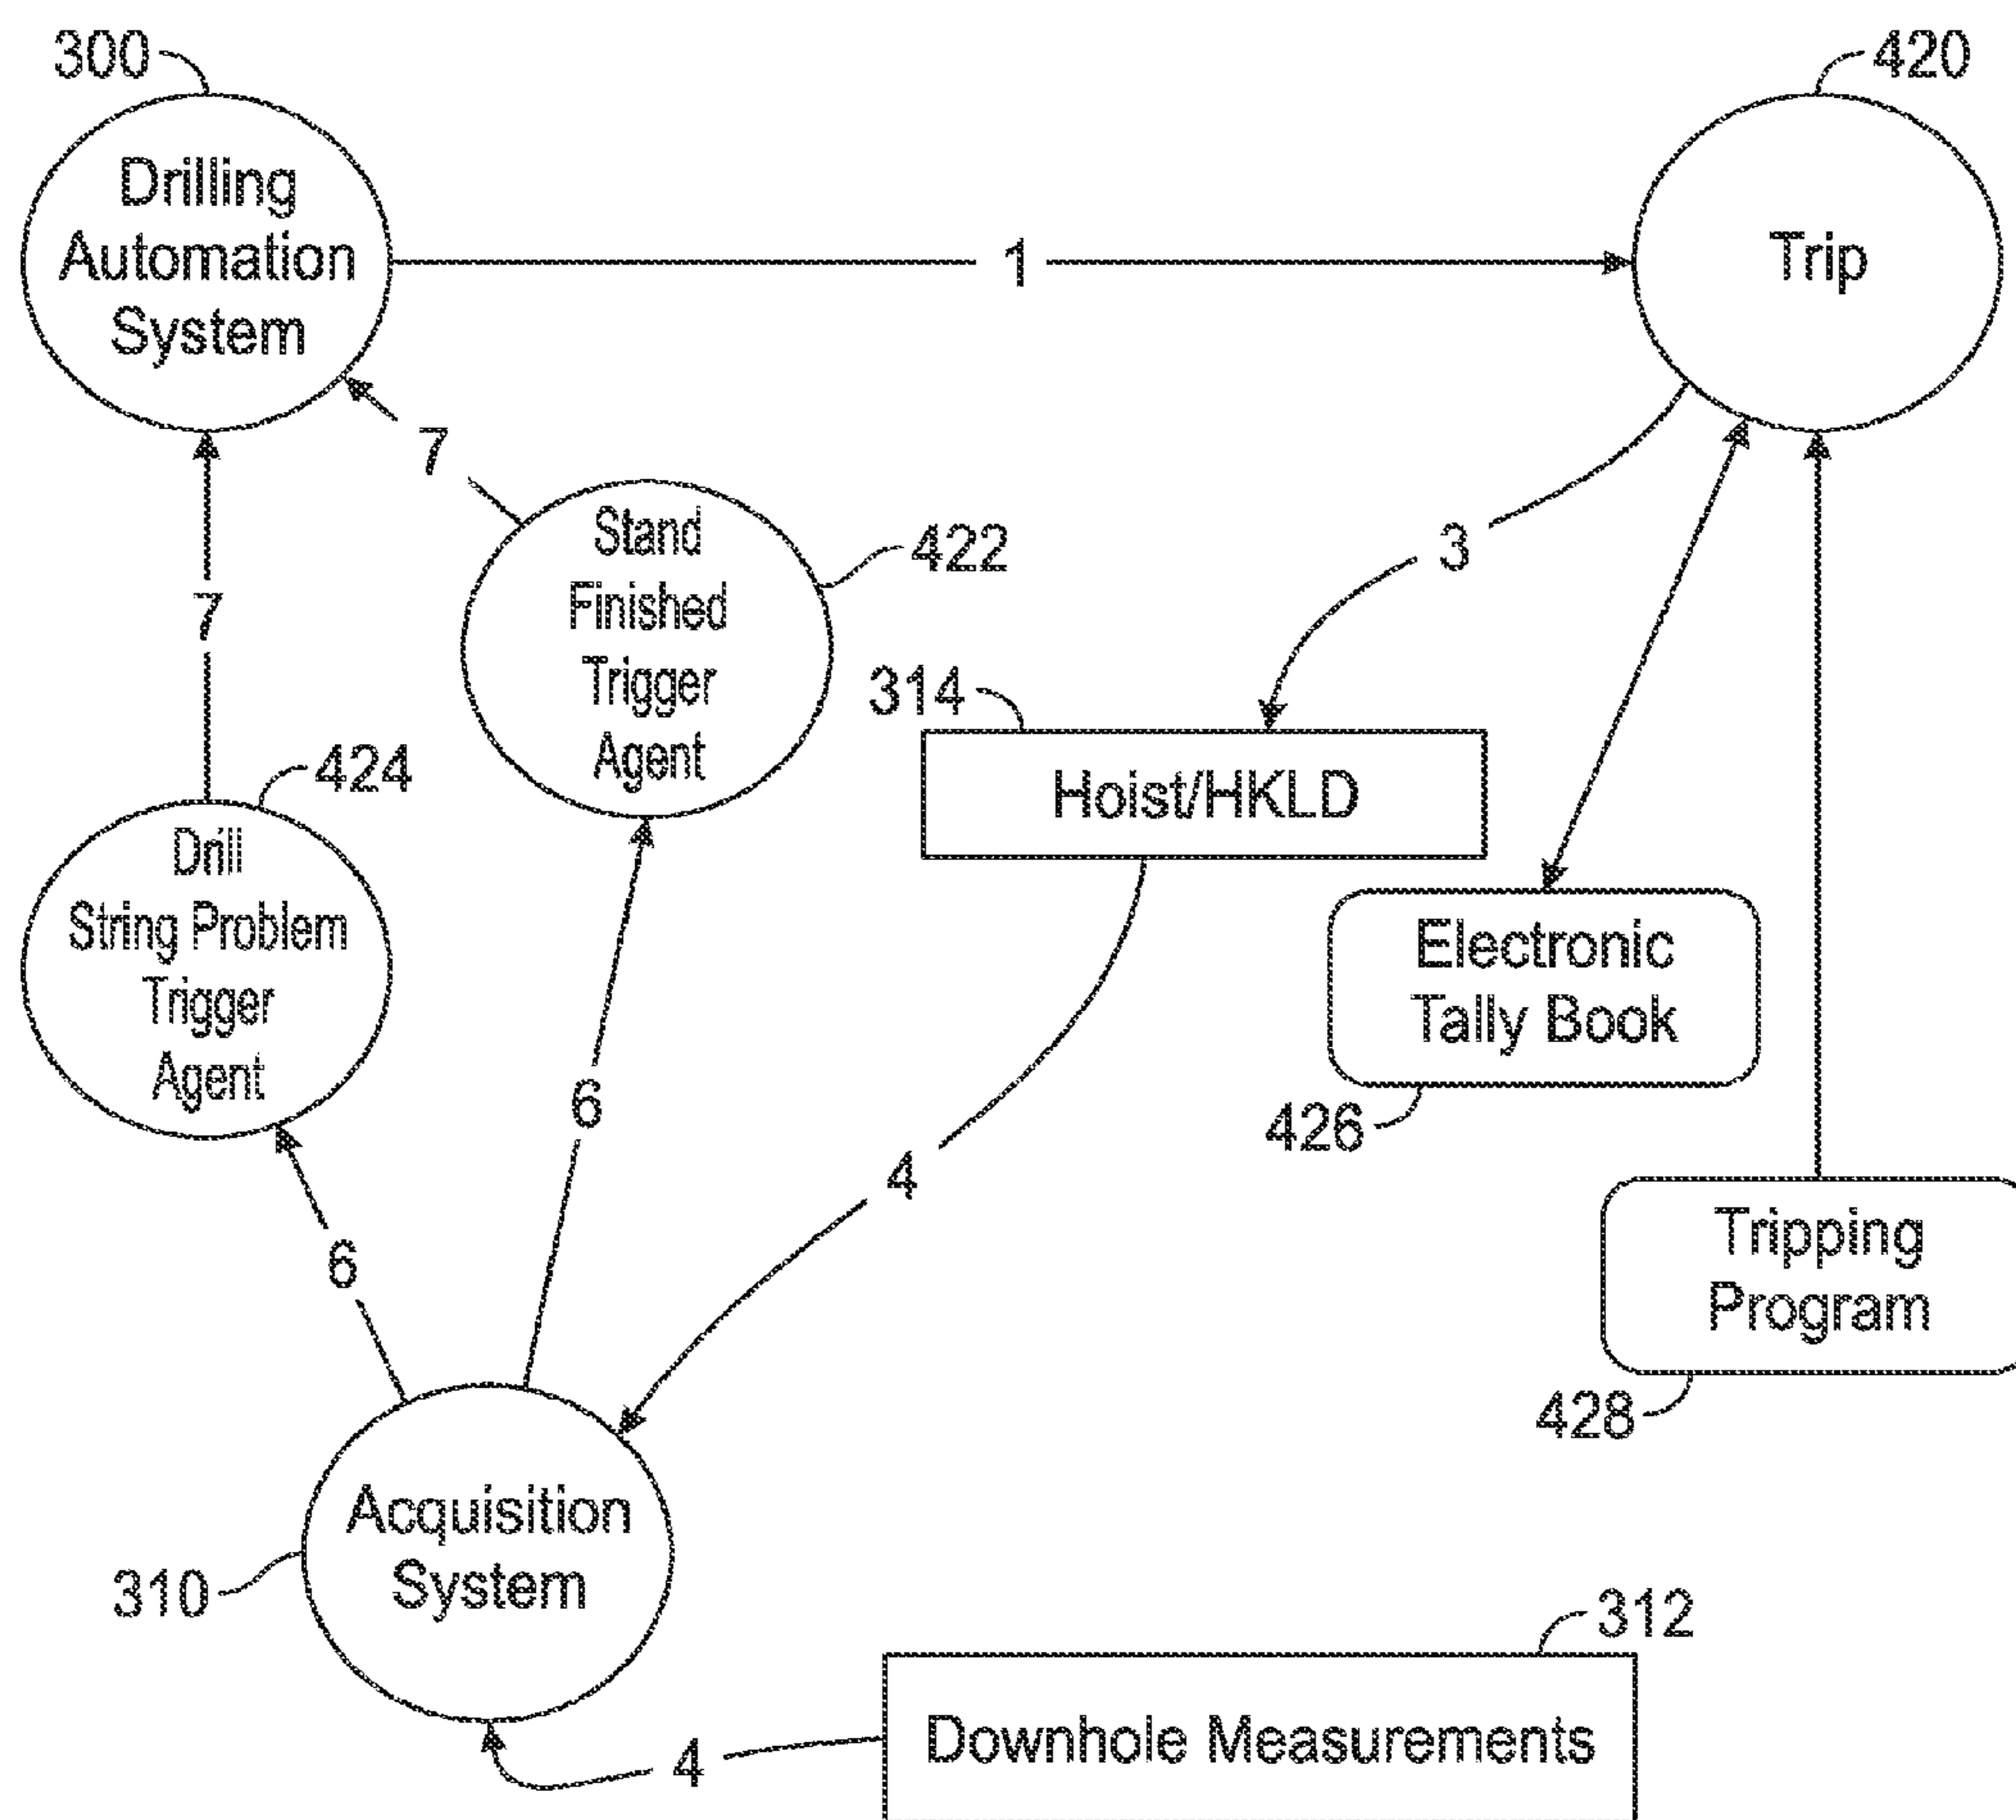 300
420
Drilling
Automation
System
1
Trip
7
Stand
Finished
Trigger
Agent
422
3
7
314
Hoist/HKLD
424
Drill
String Problem
Trigger
Agent
Electronic
Tally Book
426
6
4
6
Tripping
Program
428
Acquisition
System
310
312
4
Downhole Measurements